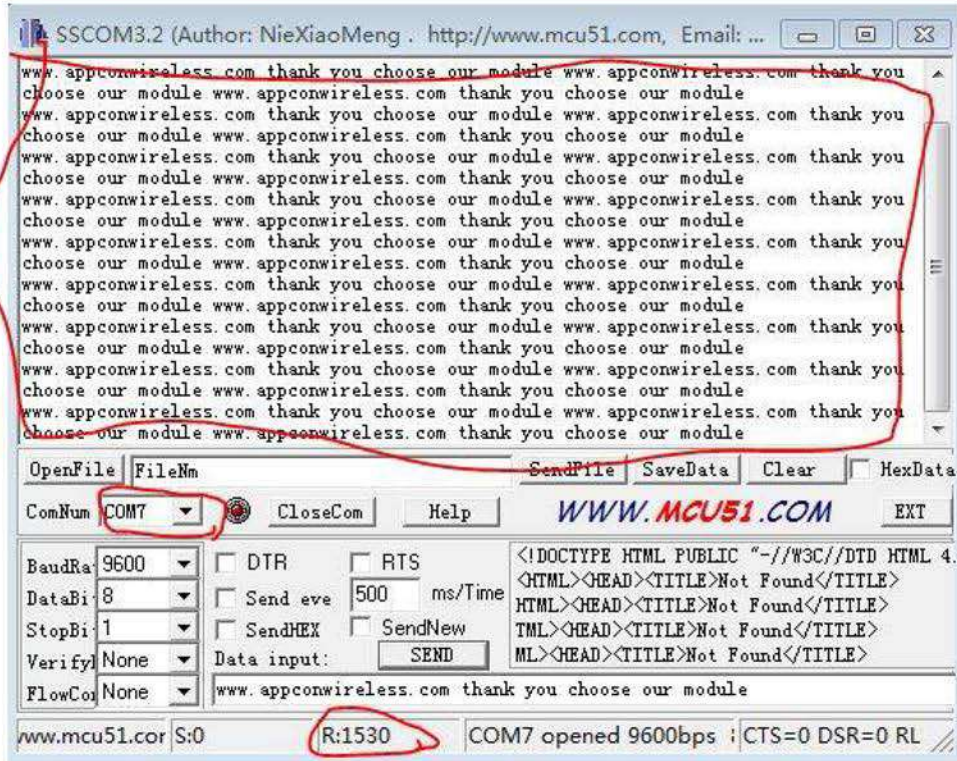 SSCOM3.2 (Author: NieXiaoMeng . http://www.mcu51.com, Email: ...
www.appconwireless.com thank you choose our module www.appconwireless.com thank you
choose our module www.appconwireless.com thank you choose our module
www.appconwireless.com thank you choose our module www.appconwireless.com thank you
choose our module www.appconwireless.com thank you choose our module
www.appconwireless.com thank you choose our module www.appconwireless.com thank you
choose our module www.appconwireless.com thank you choose our module
www.appconwireless.com thank you choose our module www.appconwireless.com thank you
choose our module www.appconwireless.com thank you choose our module
www.appconwireless.com thank you choose our module www.appconwireless.com thank you
choose our module www.appconwireless.com thank you choose our module
www.appconwireless.com thank you choose our module www.appconwireless.com thank you
choose our module www.appconwireless.com thank you choose our module
www.appconwireless.com thank you choose our module www.appconwireless.com thank you
choose our module www.appconwireless.com thank you choose our module
www.appconwireless.com thank you choose our module www.appconwireless.com thank you
choose our module www.appconwireless.com thank you choose our module
www.appconwireless.com thank you choose our module www.appconwireless.com thank you
choose our module www.appconwireless.com thank you choose our module
OpenFile FileNm SendFile SaveData Clear HexData
ComNum COM7 CloseCom Help WWW.MCU51.COM EXT
BaudRa 9600 DTR RTS
DataBi 8 Send eve 500 ms/Time
StopBi 1 SendHEX SendNew
Verify None Data input: SEND
FlowCo None www.appconwireless.com thank you choose our module
<!DOCTYPE HTML PUBLIC "-//W3C//DTD HTML 4.
<HTML><HEAD><TITLE>Not Found</TITLE>
HTML><HEAD><TITLE>Not Found</TITLE>
TML><HEAD><TITLE>Not Found</TITLE>
ML><HEAD><TITLE>Not Found</TITLE>
www.mcu51.cor S:0 R:1530 COM7 opened 9600bps CTS=0 DSR=0 RL